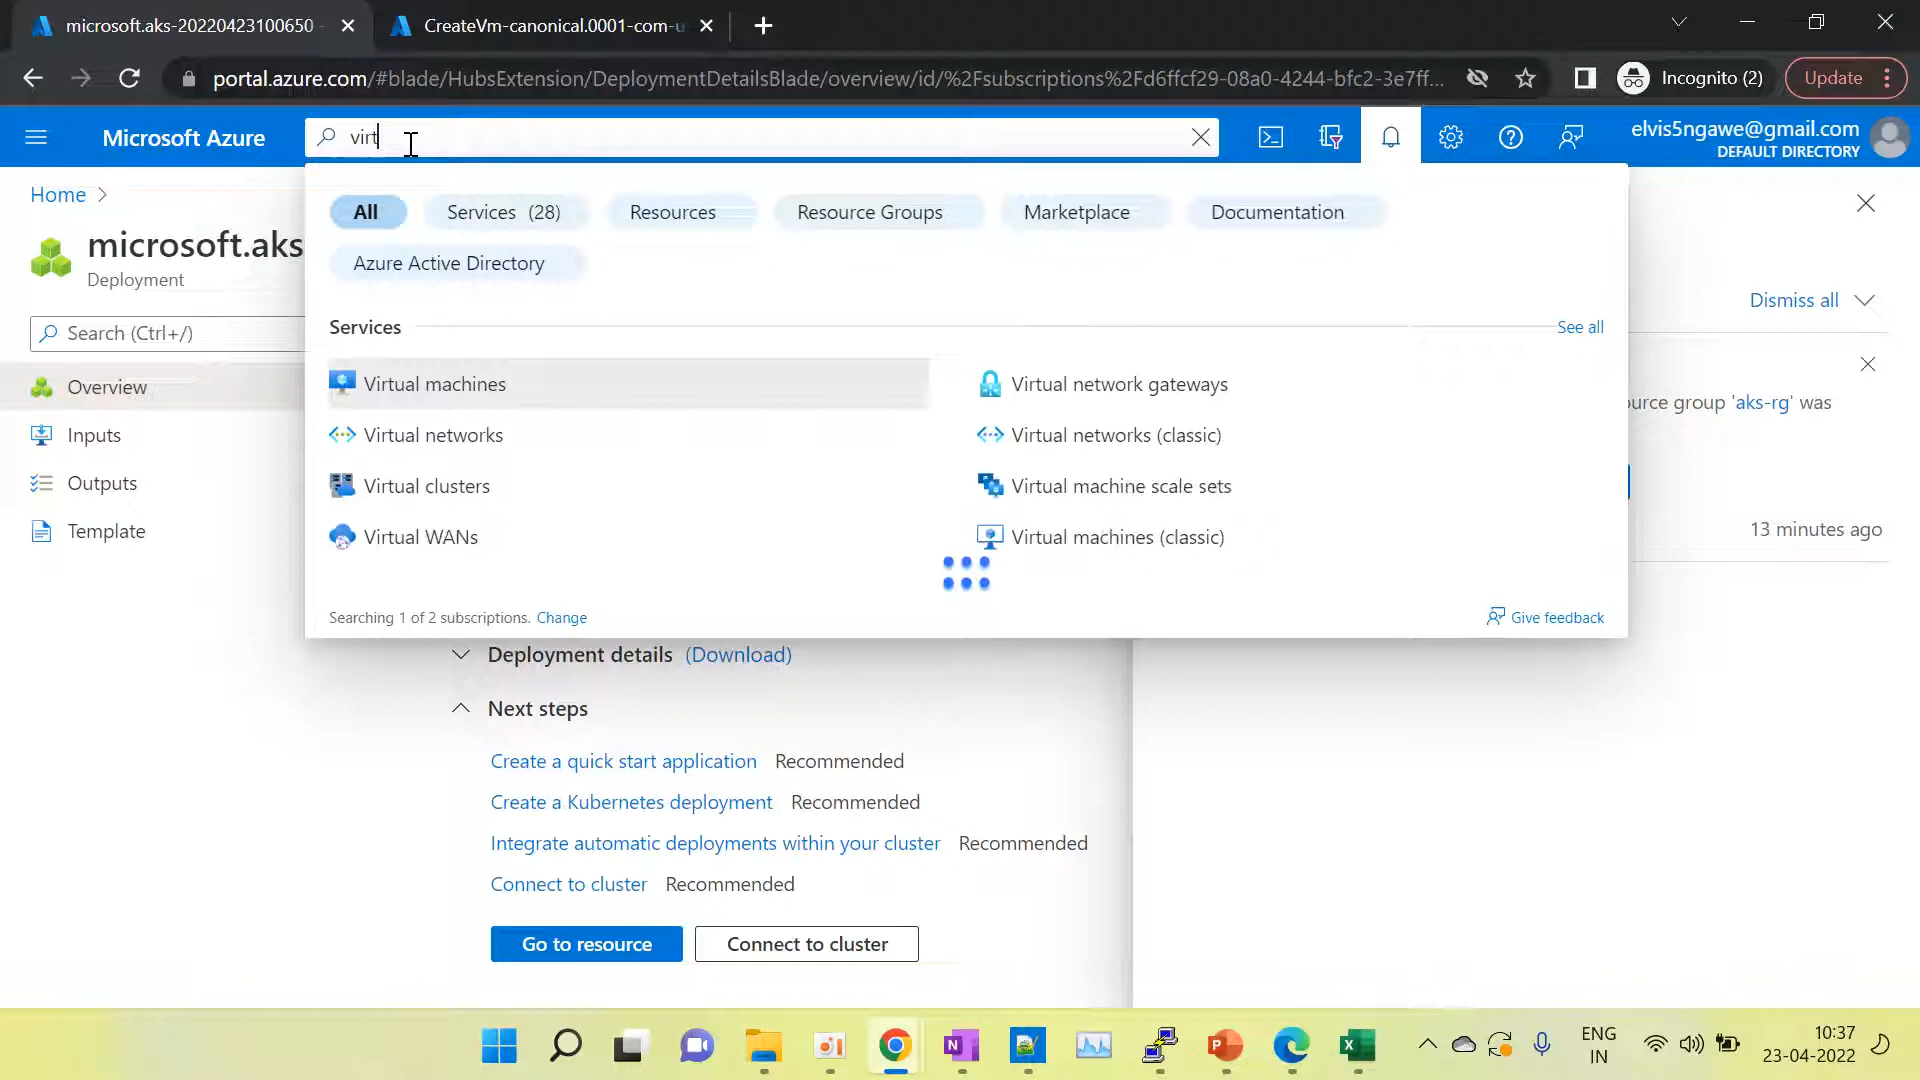 microsoft.aks-20220423100650 -
CreateVm-canonical.0001-com-u
portal.azure.com/#blade/HubsExtension/DeploymentDetailsBlade/overview/id/%2Fsubscriptions%2Fd6ffcf29-08a0-4244-bfc2-3e7ff...
Incognito (2)
Update
Microsoft Azure
virt
elvis5ngawe@gmail.com
DEFAULT DIRECTORY
Home
microsoft.aks
Deployment
Search (Ctrl+/)
Overview
Inputs
Outputs
Template
All
Services (28)
Resources
Resource Groups
Marketplace
Documentation
Azure Active Directory
Services
See all
Virtual machines
Virtual network gateways
Virtual networks
Virtual networks (classic)
Virtual clusters
Virtual machine scale sets
Virtual WANs
Virtual machines (classic)
Searching 1 of 2 subscriptions. Change
Give feedback
Dismiss all
ource group 'aks-rg' was
13 minutes ago
Deployment details (Download)
Next steps
Create a quick start application Recommended
Create a Kubernetes deployment Recommended
Integrate automatic deployments within your cluster Recommended
Connect to cluster Recommended
Go to resource
Connect to cluster
ENG
IN
10:37
23-04-2022